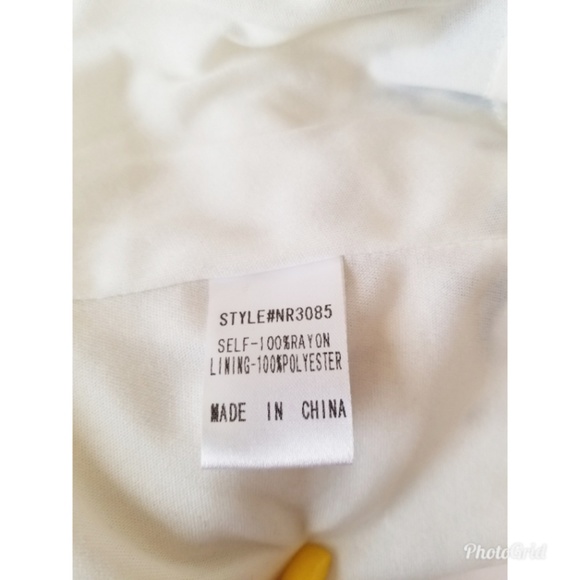 STYLE#NR3085
SELF-100%RAYON
LINING-100%POLYESTER
MADE IN CHINA
PhotoGrid